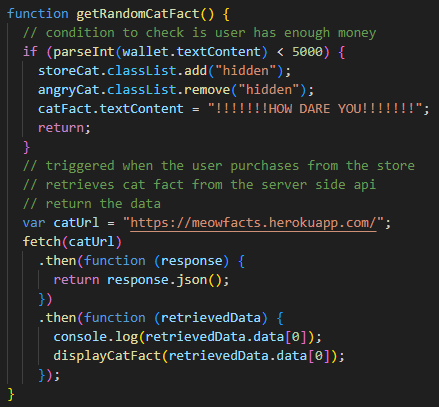 function getRandomCatFact() {
  // condition to check is user has enough money
  if (parseInt(wallet.textContent) < 5000) {
    storeCat.classList.add("hidden");
    angryCat.classList.remove("hidden");
    catFact.textContent = "!!!!!!!HOW DARE YOU!!!!!!!";
    return;
  }
  // triggered when the user purchases from the store
  // retrieves cat fact from the server side api
  // return the data
  var catUrl = "https://meowfacts.herokuapp.com/";
  fetch(catUrl)
    .then(function (response) {
      return response.json();
    })
    .then(function (retrievedData) {
      console.log(retrievedData.data[0]);
      displayCatFact(retrievedData.data[0]);
    });
}